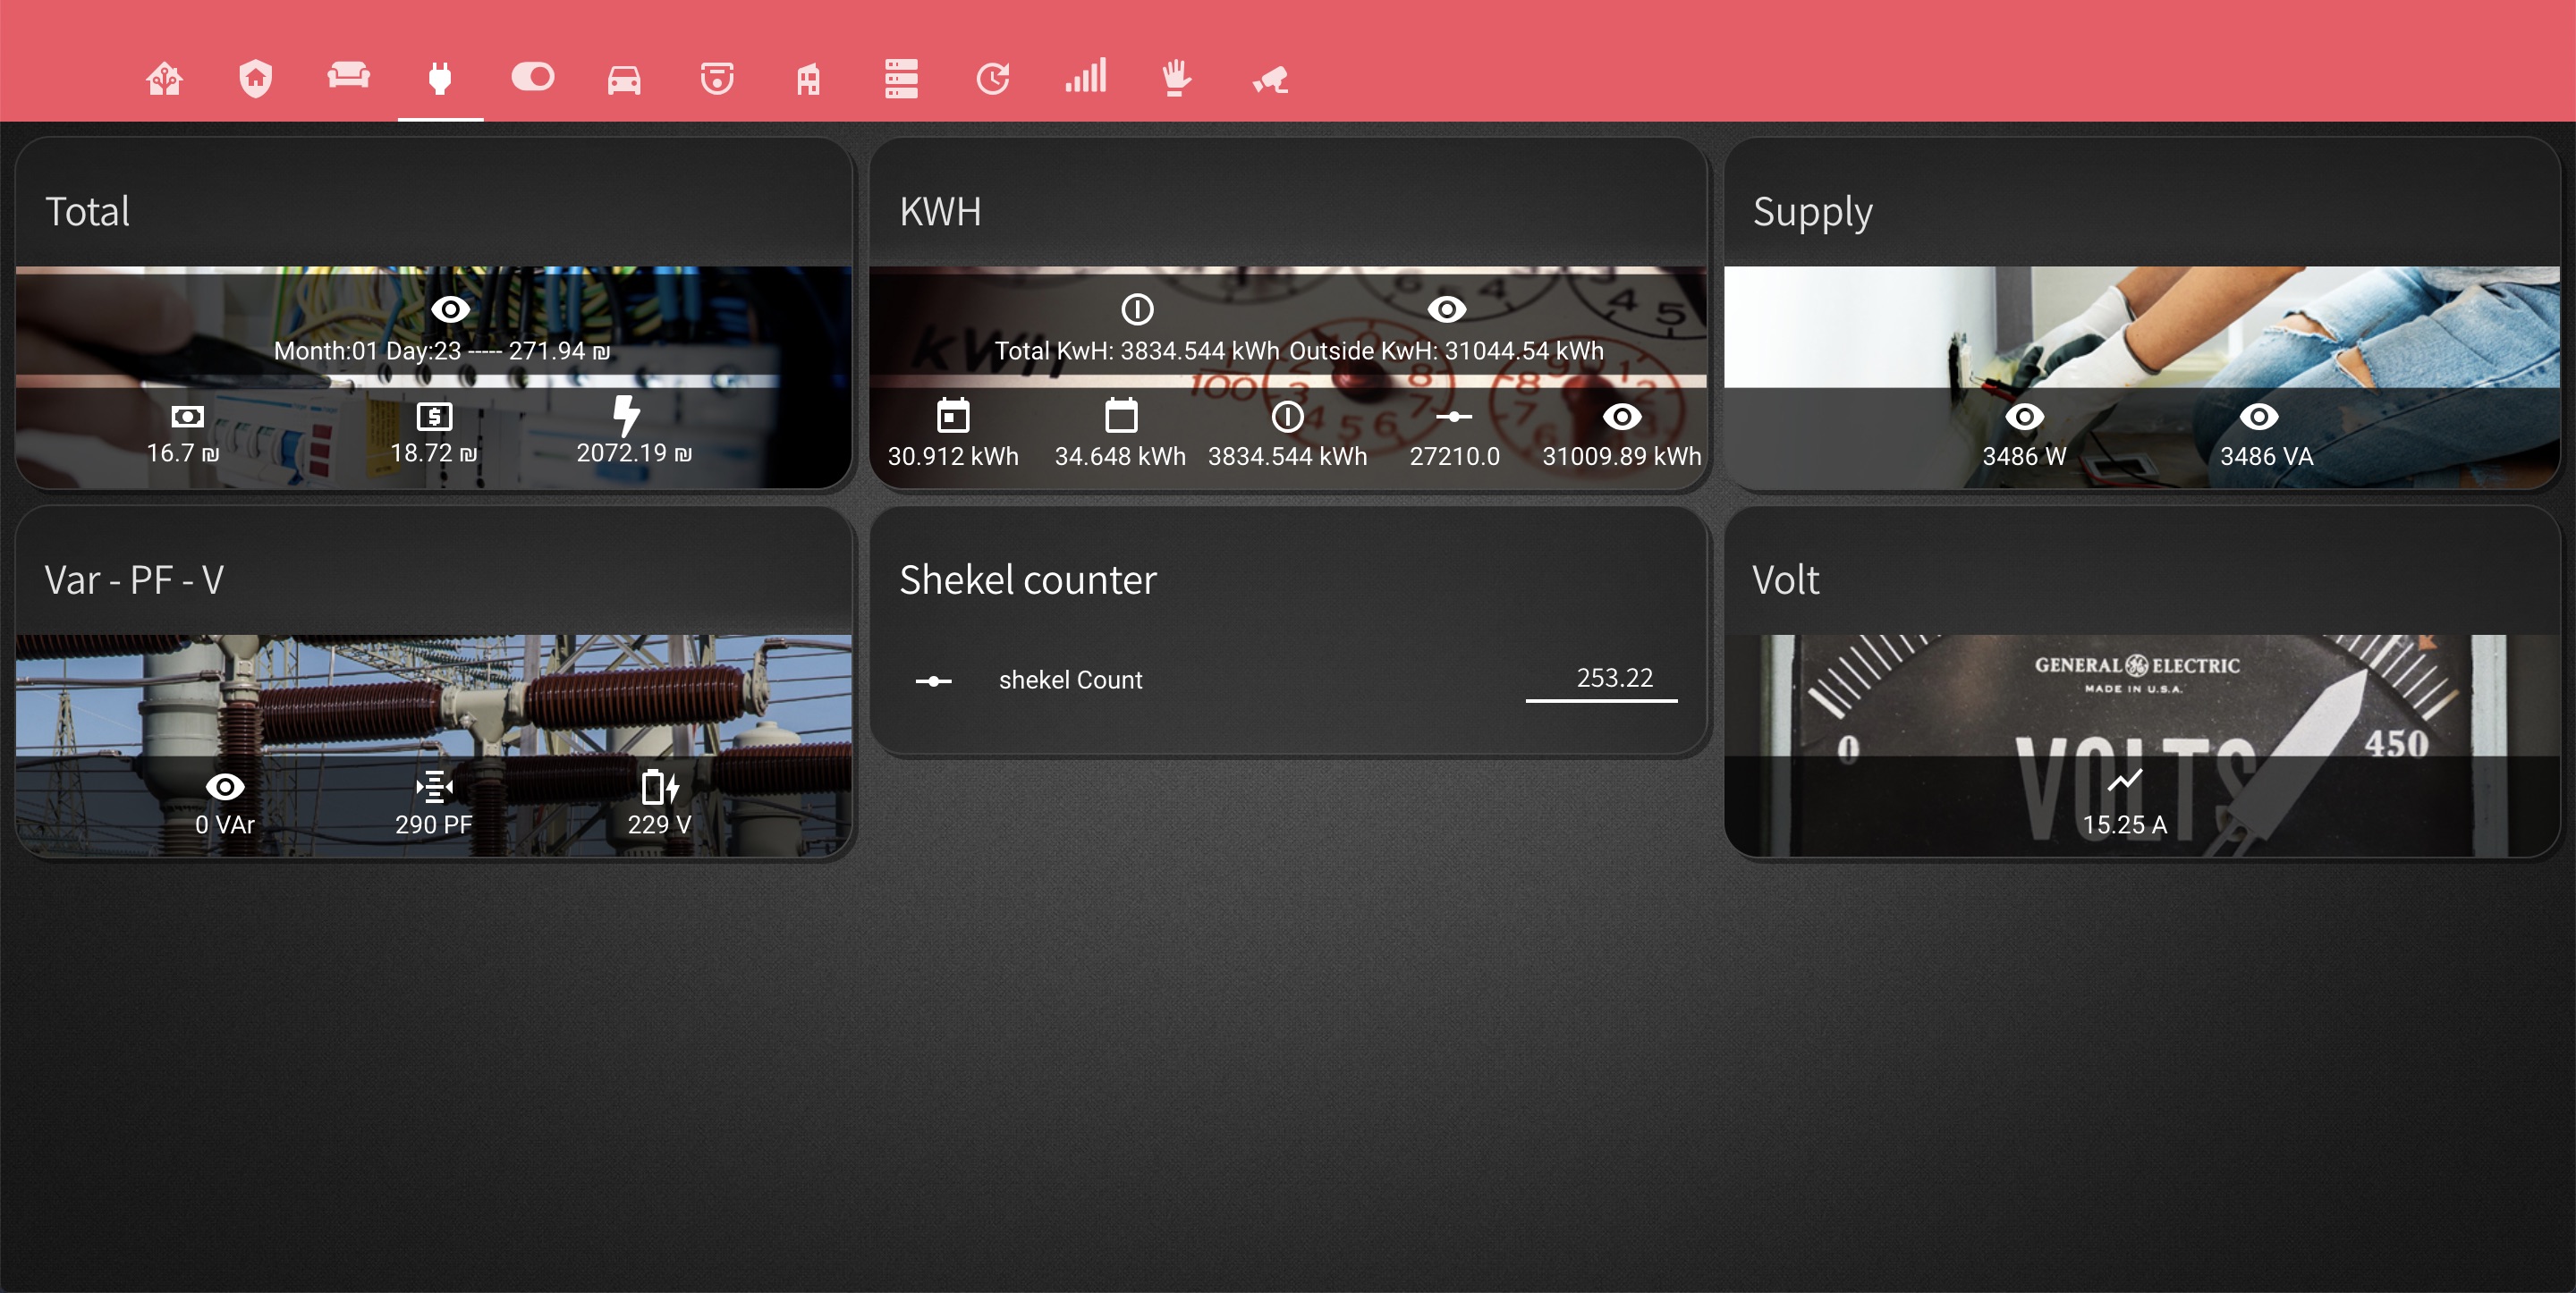 Total
Month:01 Day:23 ----- 271.94 ₪
16.7 ₪
18.72 ₪
2072.19 ₪
KWH
kWH
Total KwH: 3834.544 kWh
Outside KwH: 31044.54 kWh
100
30.912 kWh
34.648 kWh
3834.544 kWh
27210.0
31009.89 kWh
Supply
3486 W
3486 VA
Var - PF - V
0 VAr
290 PF
229 V
Shekel counter
shekel Count
253.22
Volt
GENERAL GE ELECTRIC
MADE IN U.S.A.
0
450
VOLTS
15.25 A